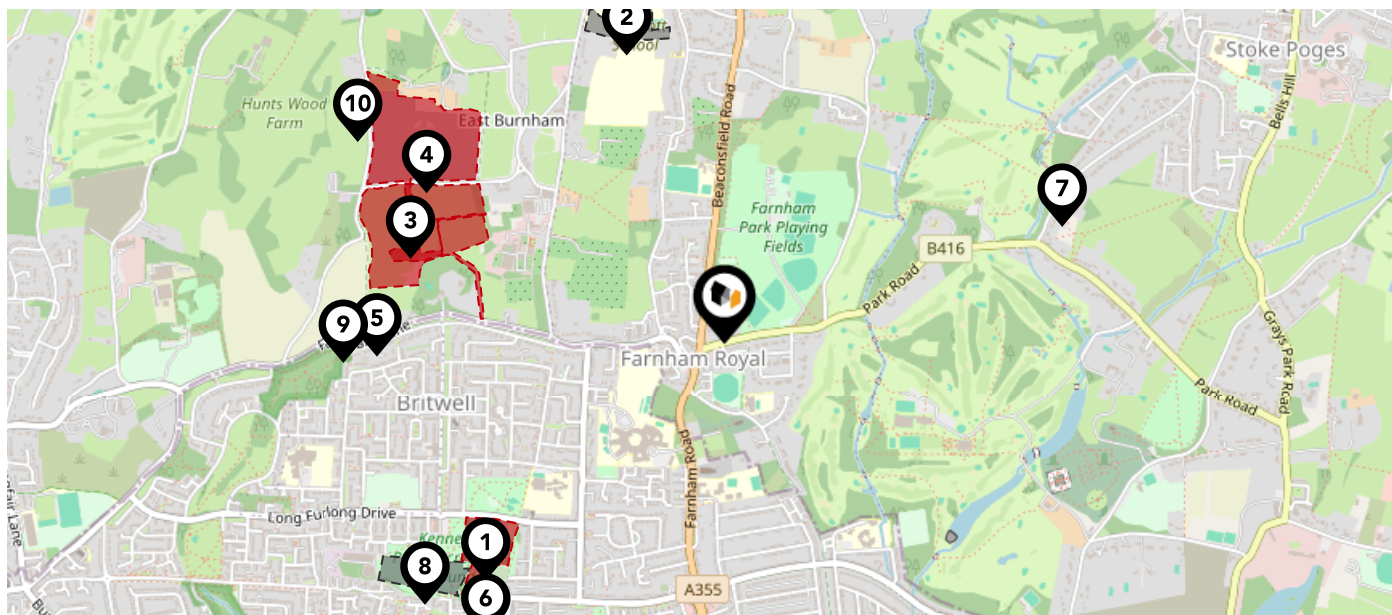 2
School
Stoke Poges
Hunts Wood
Farm
10
East Burnham
Beaconsfield Road
Bells Hill
4
7
3
Farnham
Park Playing
Fields
B416
Park Road
9
5
Farnham Royal
Grays Park Road
Britwell
Park Road
Farnham Road
Long Furlong Drive
Lane
1
8
6
A355